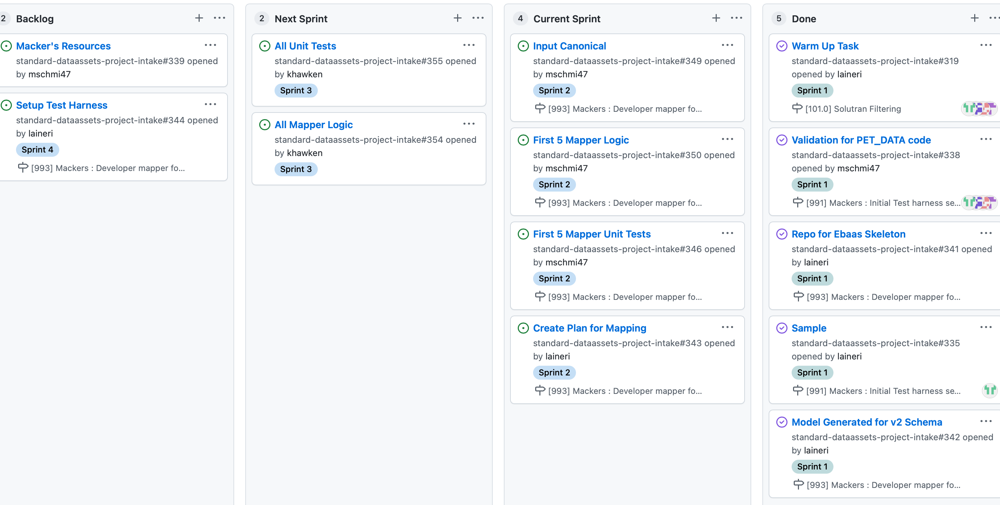 2 Backlog
Macker's Resources
standard-dataassets-project-intake#339 opened
by mschmi47
Setup Test Harness
standard-dataassets-project-intake#344 opened
by laineri
Sprint 4
[993] Mackers : Developer mapper fo...
2 Next Sprint
All Unit Tests
standard-dataassets-project-intake#355 opened
by khawken
Sprint 3
All Mapper Logic
standard-dataassets-project-intake#354 opened
by khawken
Sprint 3
4 Current Sprint
Input Canonical
standard-dataassets-project-intake#349 opened
by mschmi47
Sprint 2
[993] Mackers : Developer mapper fo...
First 5 Mapper Logic
standard-dataassets-project-intake#350 opened
by mschmi47
Sprint 2
[993] Mackers : Developer mapper fo...
First 5 Mapper Unit Tests
standard-dataassets-project-intake#346 opened
by mschmi47
Sprint 2
[993] Mackers : Developer mapper fo...
Create Plan for Mapping
standard-dataassets-project-intake#343 opened
by laineri
Sprint 2
[993] Mackers : Developer mapper fo...
5 Done
Warm Up Task
standard-dataassets-project-intake#319
opened by laineri
Sprint 1
[101.0] Solutran Filtering
Validation for PET_DATA code
standard-dataassets-project-intake#338
opened by mschmi47
Sprint 1
[991] Mackers : Initial Test harness se...
Repo for Ebaas Skeleton
standard-dataassets-project-intake#341 opened
by laineri
Sprint 1
[993] Mackers : Developer mapper fo...
Sample
standard-dataassets-project-intake#335
opened by laineri
Sprint 1
[991] Mackers : Initial Test harness se...
Model Generated for v2 Schema
standard-dataassets-project-intake#342 opened
by laineri
Sprint 1
[993] Mackers : Developer mapper fo...